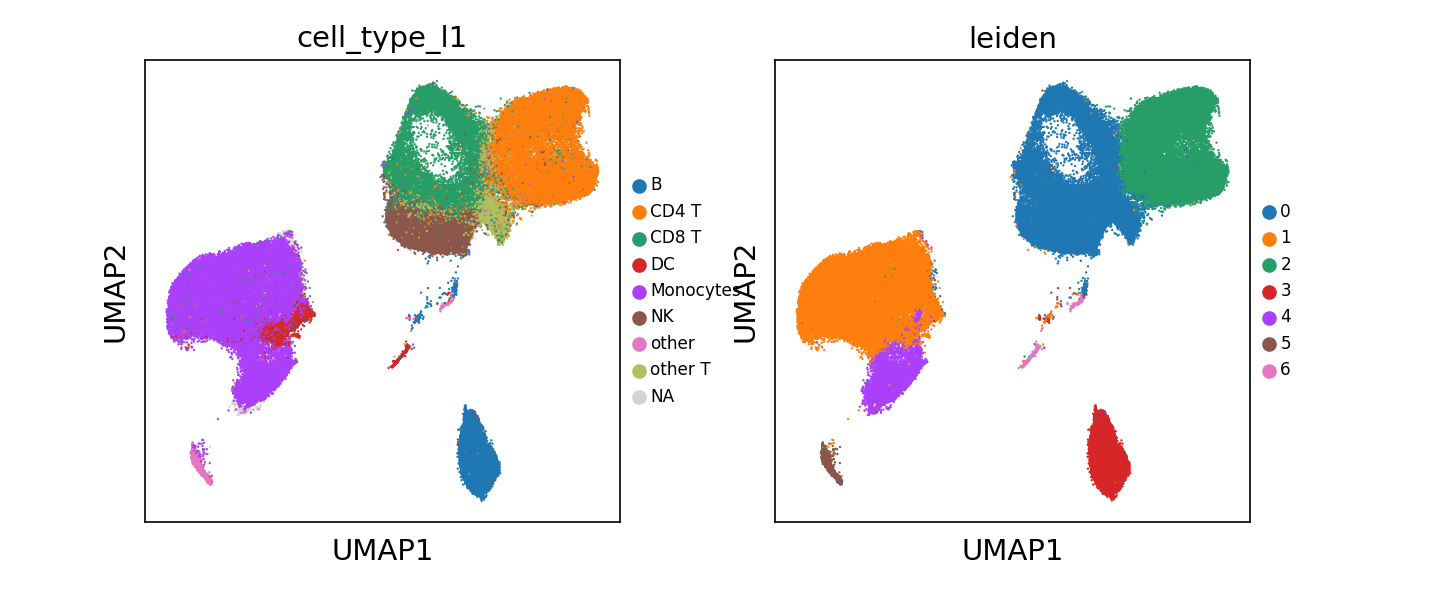 cell_type_l1
UMAP2
UMAP1
B
CD4 T
CD8 T
DC
Monocytes
NK
other
other T
NA
leiden
UMAP2
UMAP1
0
1
2
3
4
5
6